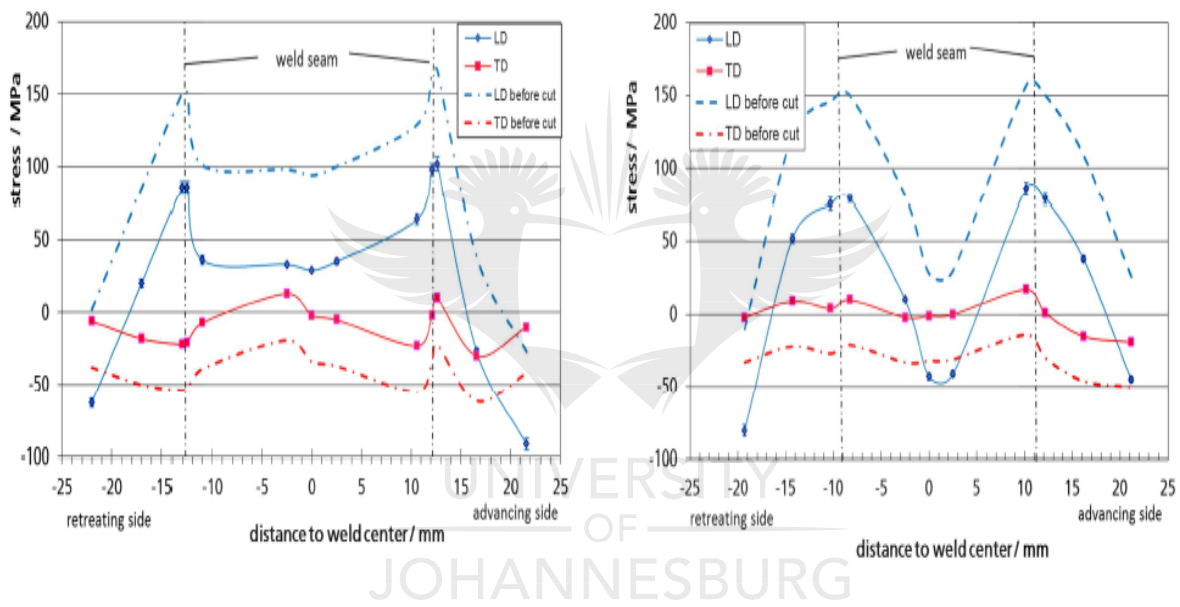 200
150
100
50
0
-50
-100
stress / MPa
weld seam
LD
TD
LD before cut
TD before cut
-25 -20 -15 -10 -5 0 5 10 15 20 25
retreating side
advancing side
distance to weld center / mm
200
150
100
50
0
-50
-100
stress / MPa
LD
TD
LD before cut
TD before cut
weld seam
-25 -20 -15 -10 -5 0 5 10 15 20 25
retreating side
advancing side
distance to weld center / mm
UNIVERSITY
OF
JOHANNESBURG